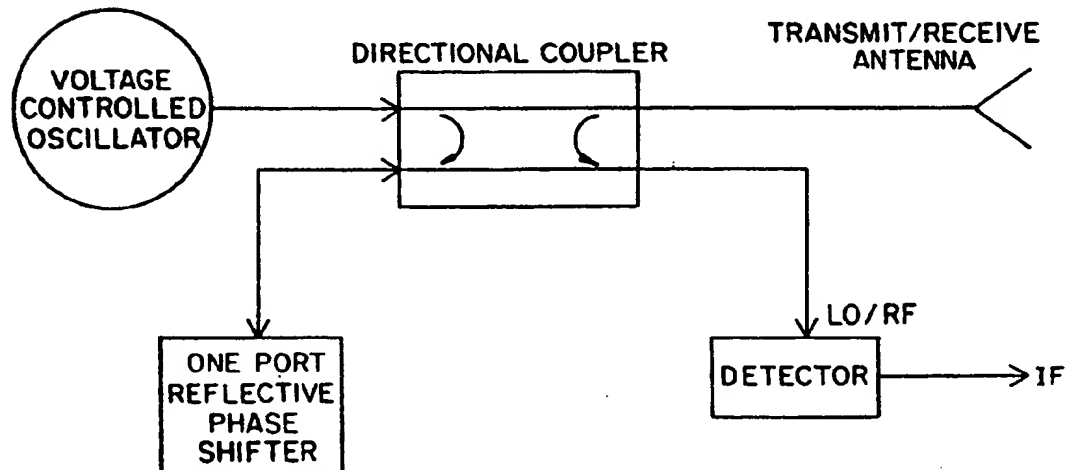 VOLTAGE
CONTROLLED
OSCILLATOR
DIRECTIONAL COUPLER
TRANSMIT/RECEIVE
ANTENNA
ONE PORT
REFLECTIVE
PHASE
SHIFTER
LO/RF
DETECTOR
IF